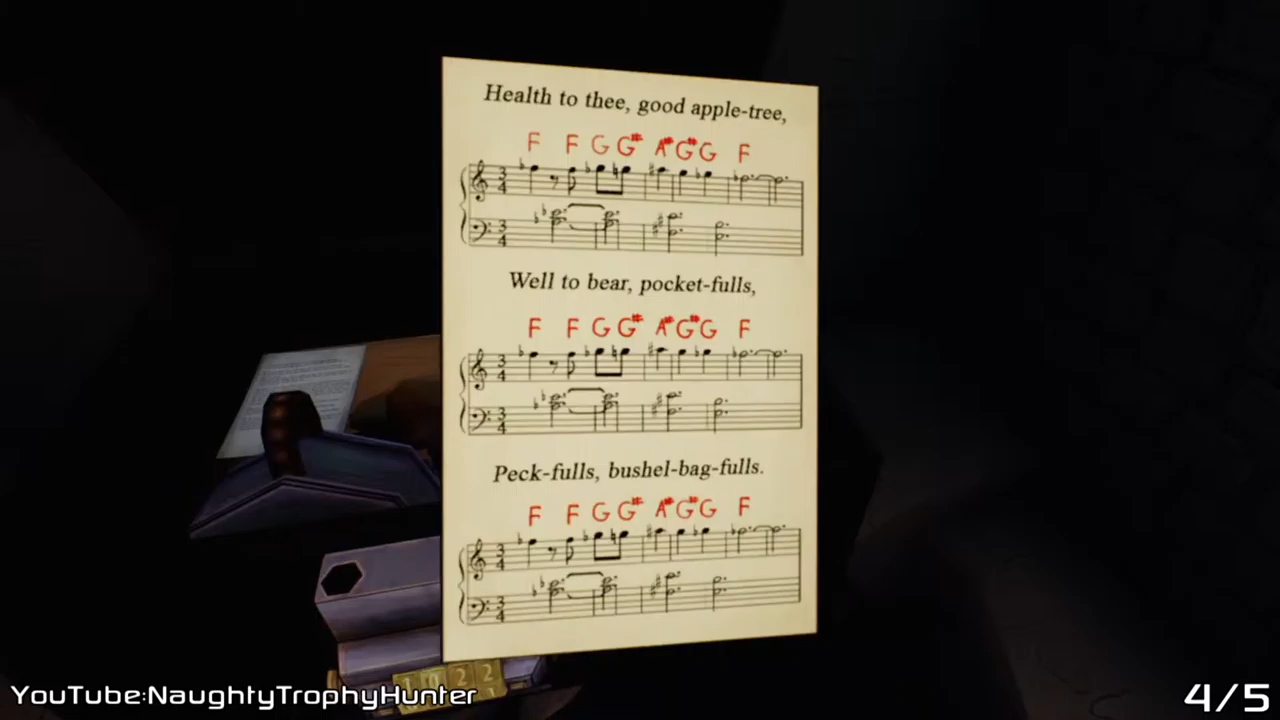 Health to thee, good apple-tree,
F F G G# A# G# G F
Well to bear, pocket-fulls,
F F G G# A# G# G F
Peck-fulls, bushel-bag-fulls.
F F G G# A# G# G F
YouTube:NaughtyTrophyHunter
4/5